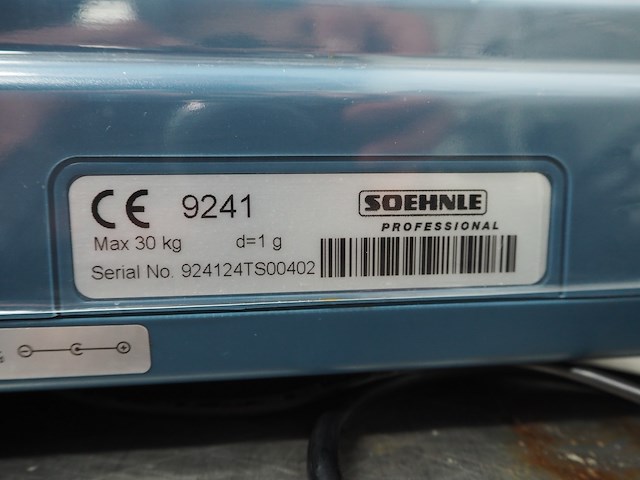 CE 9241
SOEHNLE
PROFESSIONAL
Max 30 kg d=1 g
Serial No. 924124TS00402